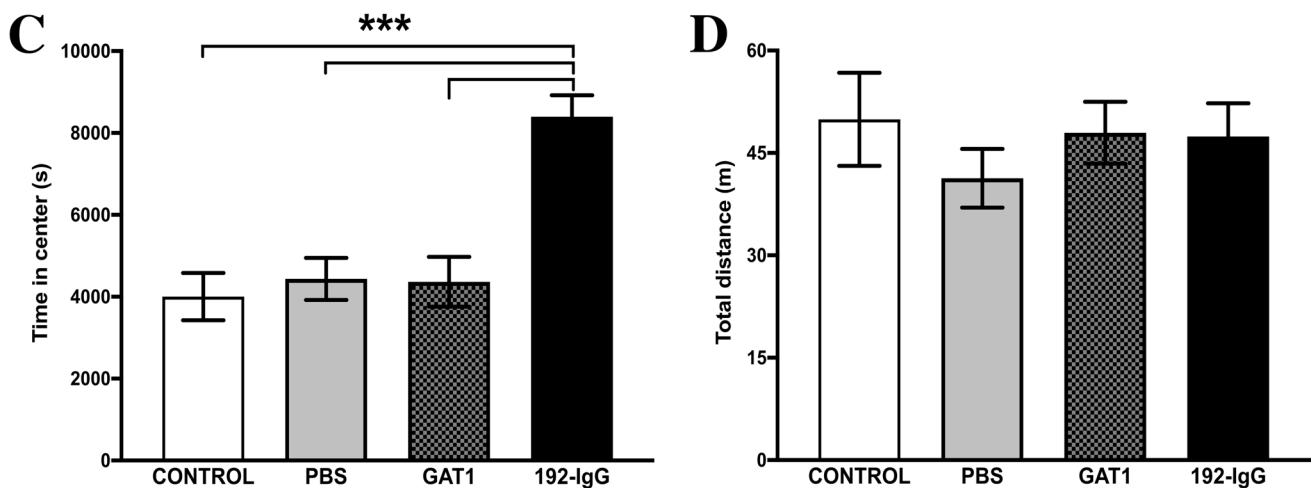 C
***
10000
8000
6000
4000
2000
0
Time in center (s)
CONTROL PBS GAT1 192-IgG
D
60
45
30
15
0
Total distance (m)
CONTROL PBS GAT1 192-IgG